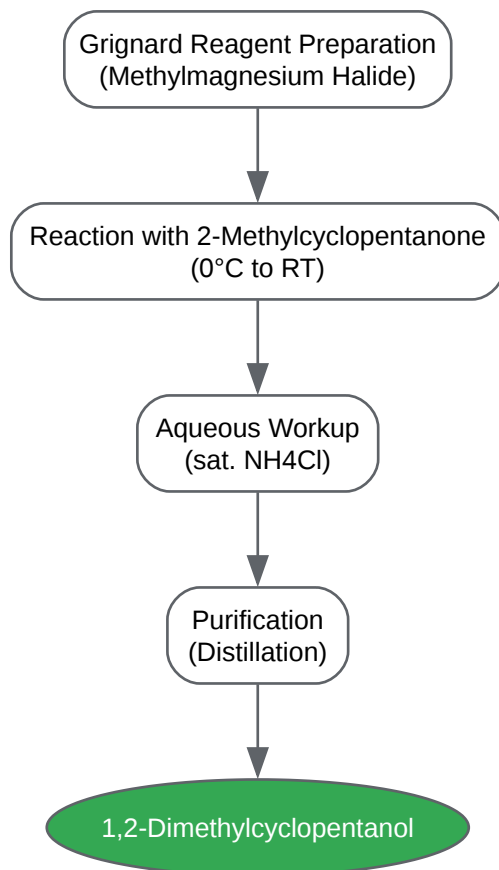 Grignard Reagent Preparation
(Methylmagnesium Halide)
Reaction with 2-Methylcyclopentanone
(0°C to RT)
Aqueous Workup
(sat. NH4Cl)
Purification
(Distillation)
1,2-Dimethylcyclopentanol